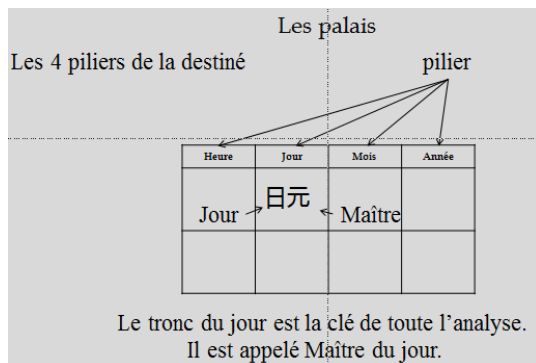 Les palais
Les 4 piliers de la destiné
pilier
Heure Jour Mois Année
日元
Jour Maître
Le tronc du jour est la clé de toute l’analyse.
Il est appelé Maître du jour.